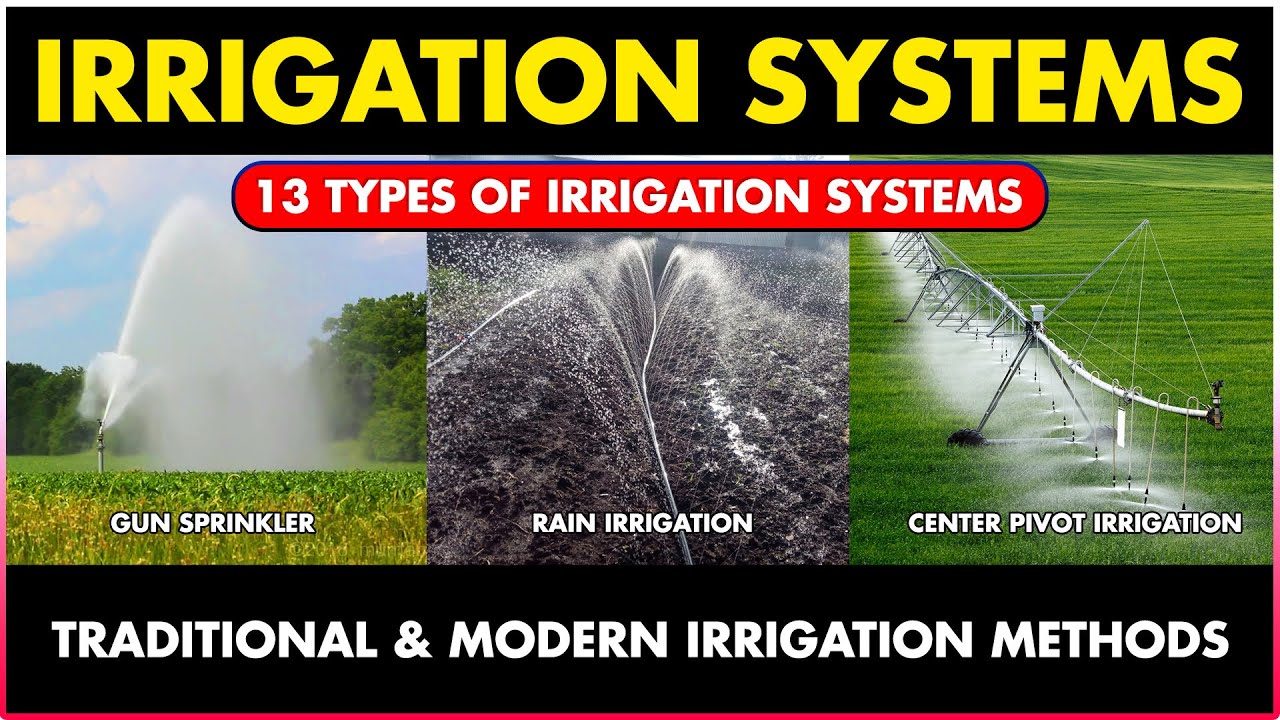 IRRIGATION SYSTEMS
13 TYPES OF IRRIGATION SYSTEMS
GUN SPRINKLER
RAIN IRRIGATION
CENTER PIVOT IRRIGATION
TRADITIONAL & MODERN IRRIGATION METHODS